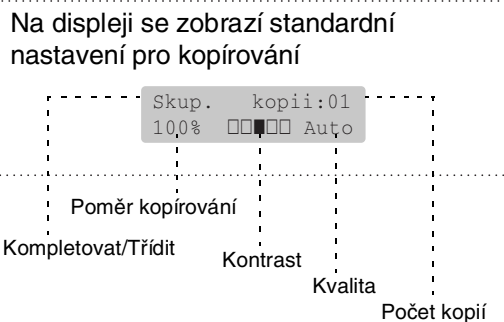 Na displeji se zobrazí standardní
nastavení pro kopírování
Skup. kopii:01
100% □□■□□ Auto
Poměr kopírování
Kompletovat/Třídit
Kontrast
Kvalita
Počet kopií